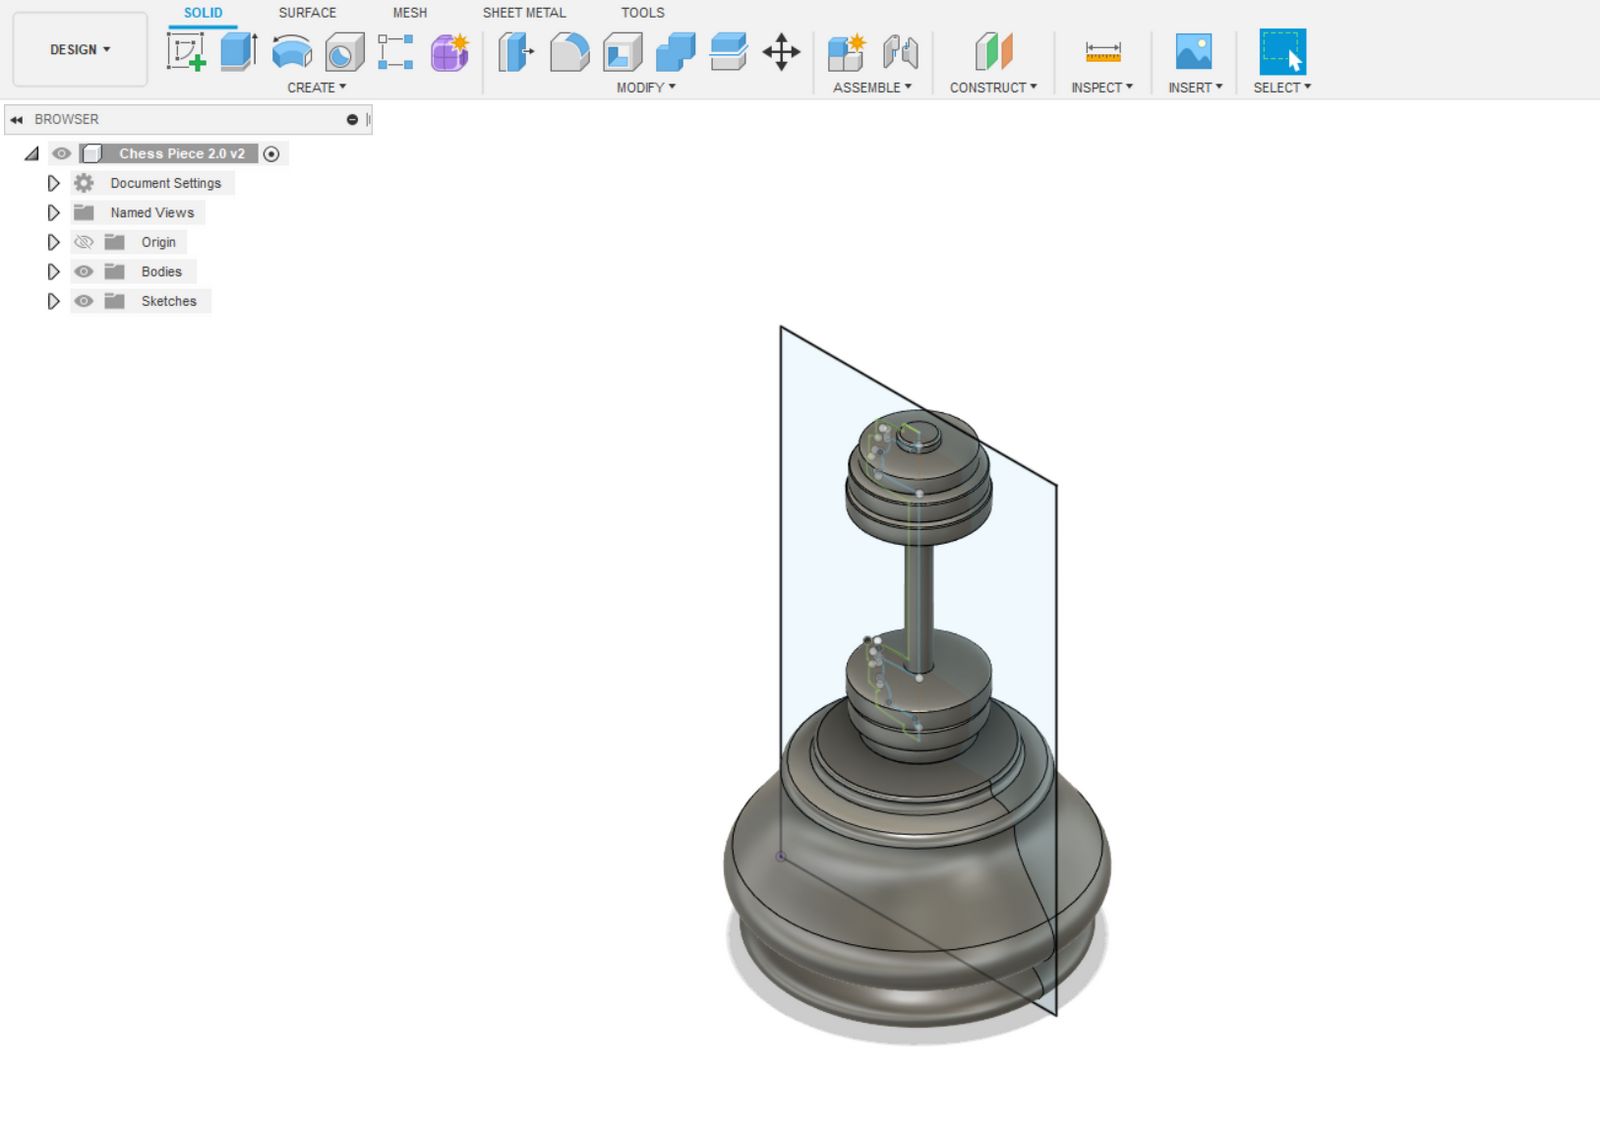 SOLID SURFACE MESH SHEET METAL TOOLS
DESIGN
CREATE MODIFY ASSEMBLE CONSTRUCT INSPECT INSERT SELECT
BROWSER
Chess Piece 2.0 v2
Document Settings
Named Views
Origin
Bodies
Sketches